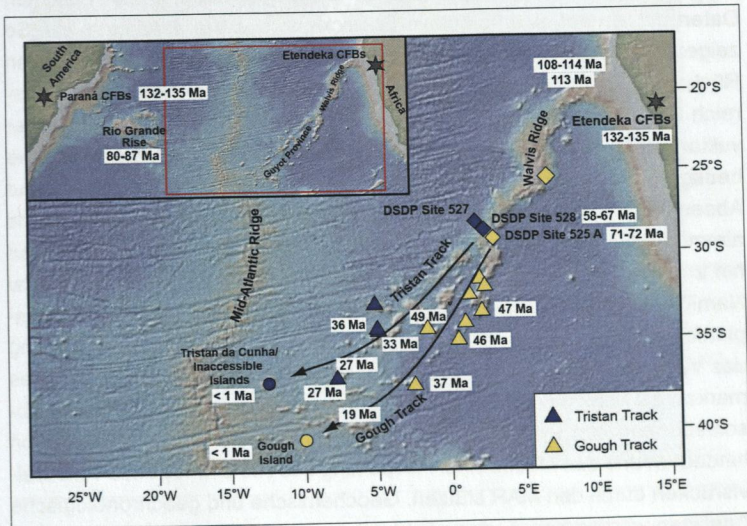 South
America
Paraná CFBs
132-135 Ma
Rio Grande
Rise
80-87 Ma
Guyot Province
Walvis Ridge
Etendeka CFBs
Africa
108-114 Ma
113 Ma
Etendeka CFBs
132-135 Ma
20°S
25°S
30°S
35°S
40°S
Walvis Ridge
DSDP Site 527
DSDP Site 528
58-67 Ma
DSDP Site 525 A
71-72 Ma
Mid-Atlantic Ridge
Tristan Track
36 Ma
49 Ma
33 Ma
47 Ma
46 Ma
Tristan da Cunha/
Inaccessible
Islands
< 1 Ma
27 Ma
27 Ma
37 Ma
19 Ma
Gough Track
< 1 Ma
Gough
Island
Tristan Track
Gough Track
25°W
20°W
15°W
10°W
5°W
0°
5°E
10°E
15°E